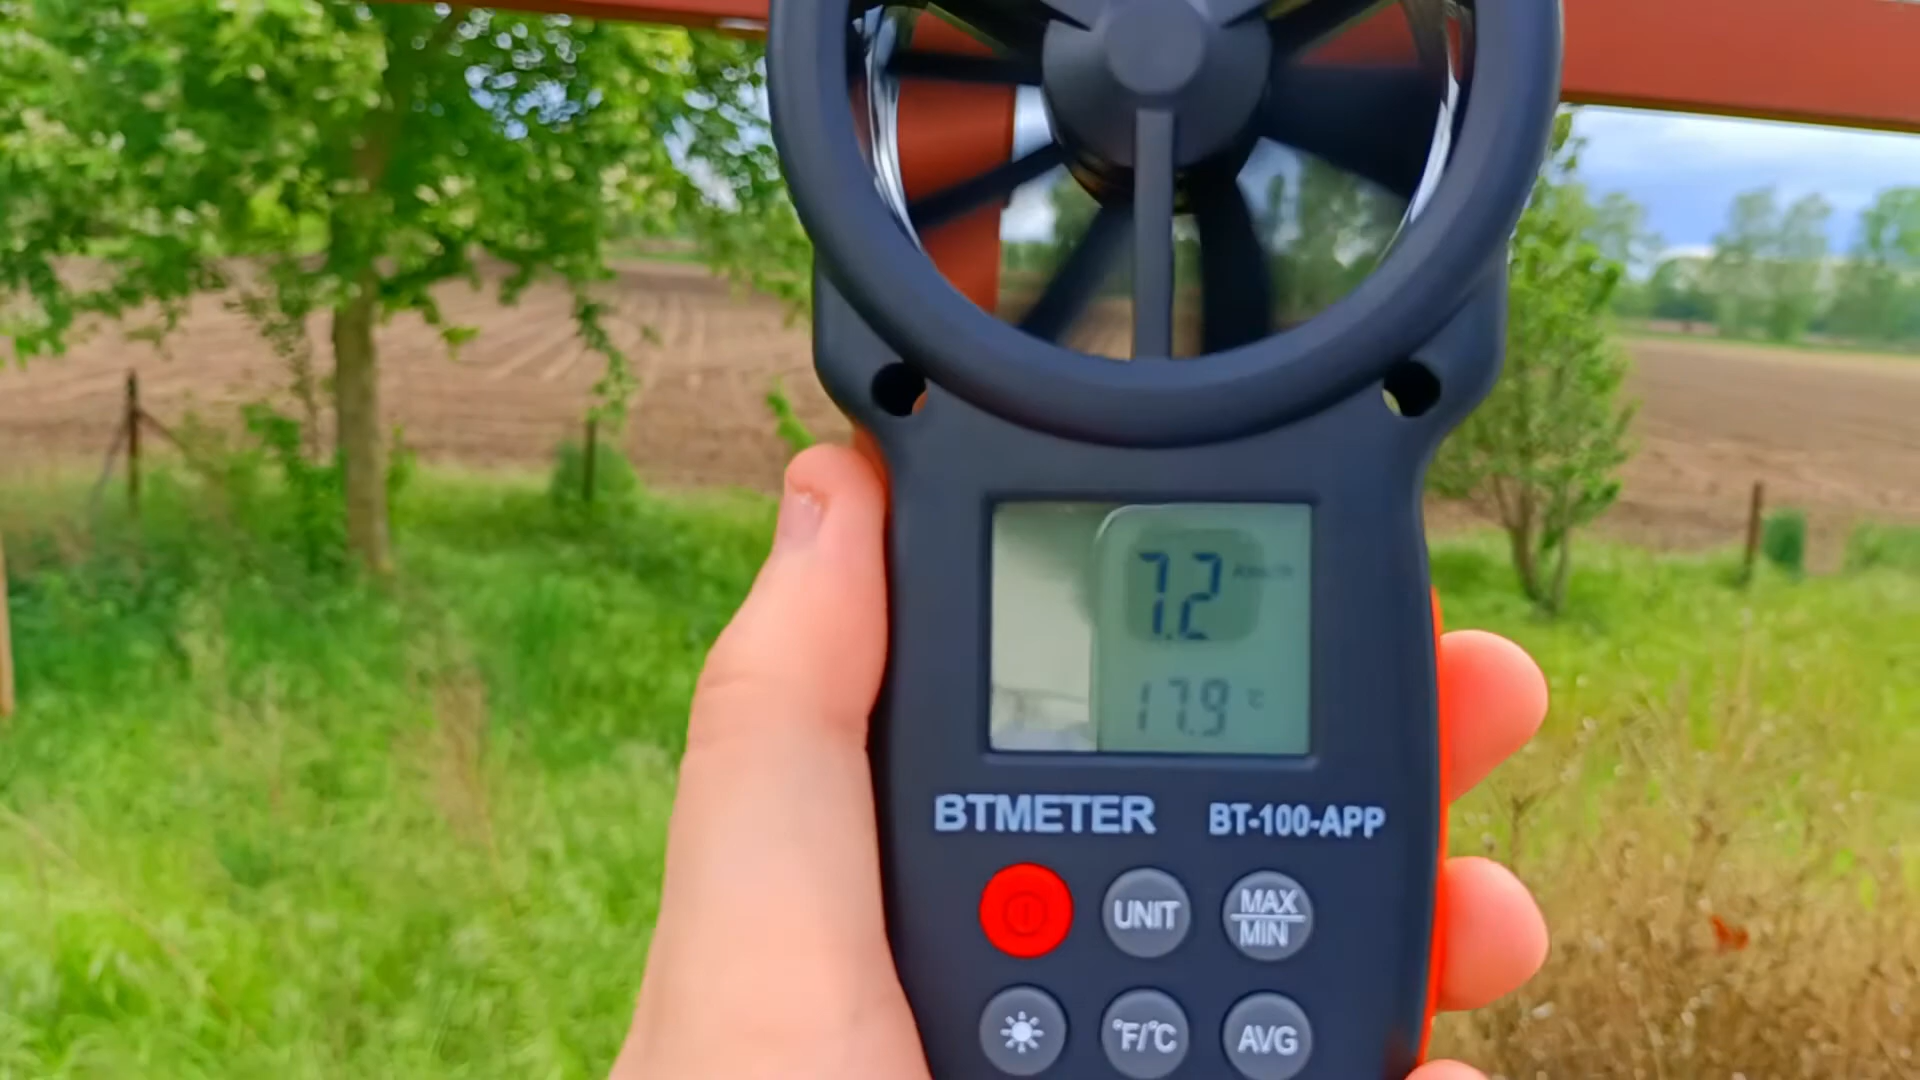 7.2
17.9 °C
BTMETER BT-100-APP
UNIT MAX
MIN
°F/°C AVG